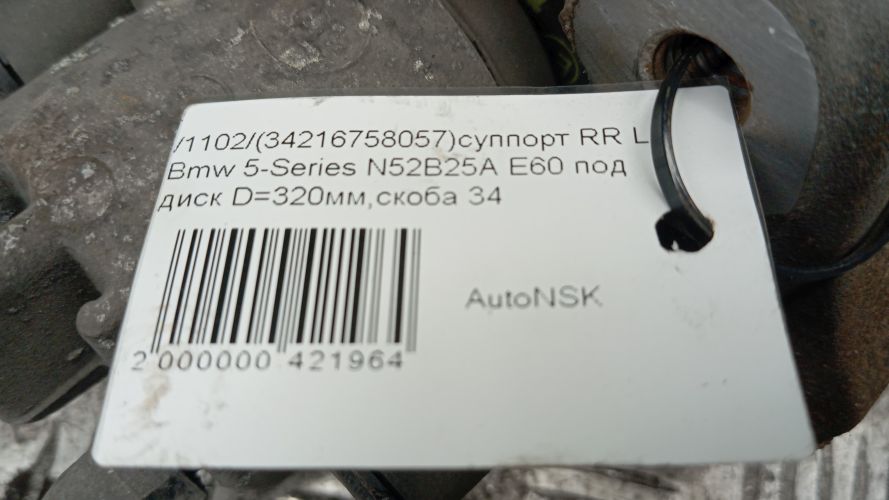 /1102/(34216758057)суппорт RR L
Bmw 5-Series N52B25A E60 под
диск D=320мм,скоба 34
AutoNSK
2 000000 421964